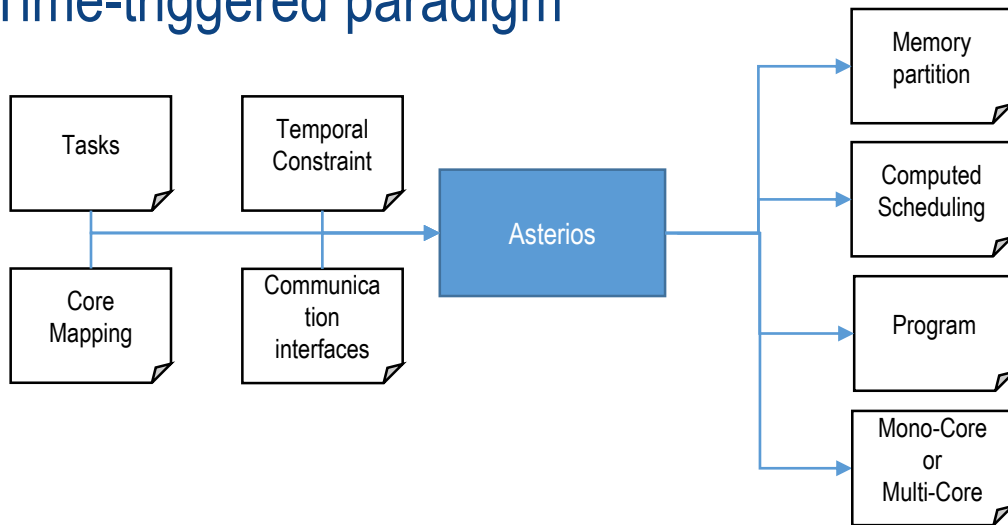 Time-triggered paradigm
Tasks
Temporal
Constraint
Core
Mapping
Communica
tion
interfaces
Asterios
Memory
partition
Computed
Scheduling
Program
Mono-Core
or
Multi-Core